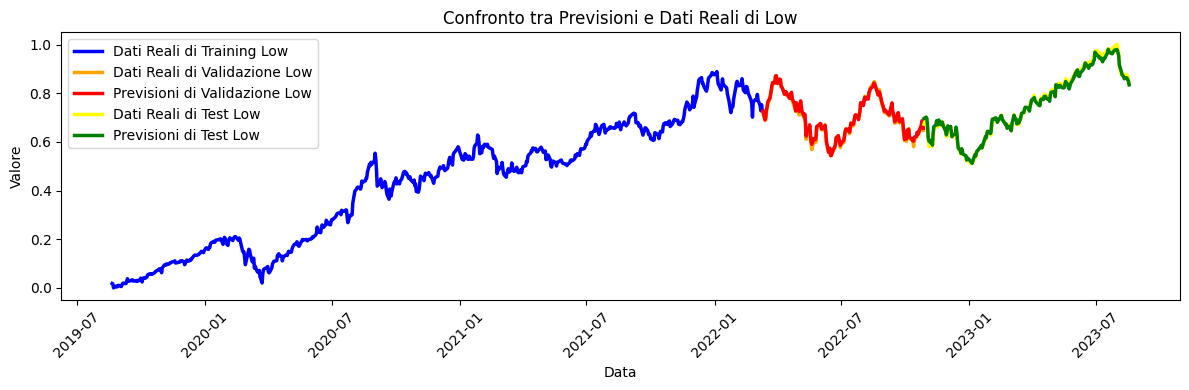 Confronto tra Previsioni e Dati Reali di Low
Dati Reali di Training Low
Dati Reali di Validazione Low
Previsioni di Validazione Low
Dati Reali di Test Low
Previsioni di Test Low
Valore
1.0
0.8
0.6
0.4
0.2
0.0
2019-07
2020-01
2020-07
2021-01
2021-07
2022-01
2022-07
2023-01
2023-07
Data